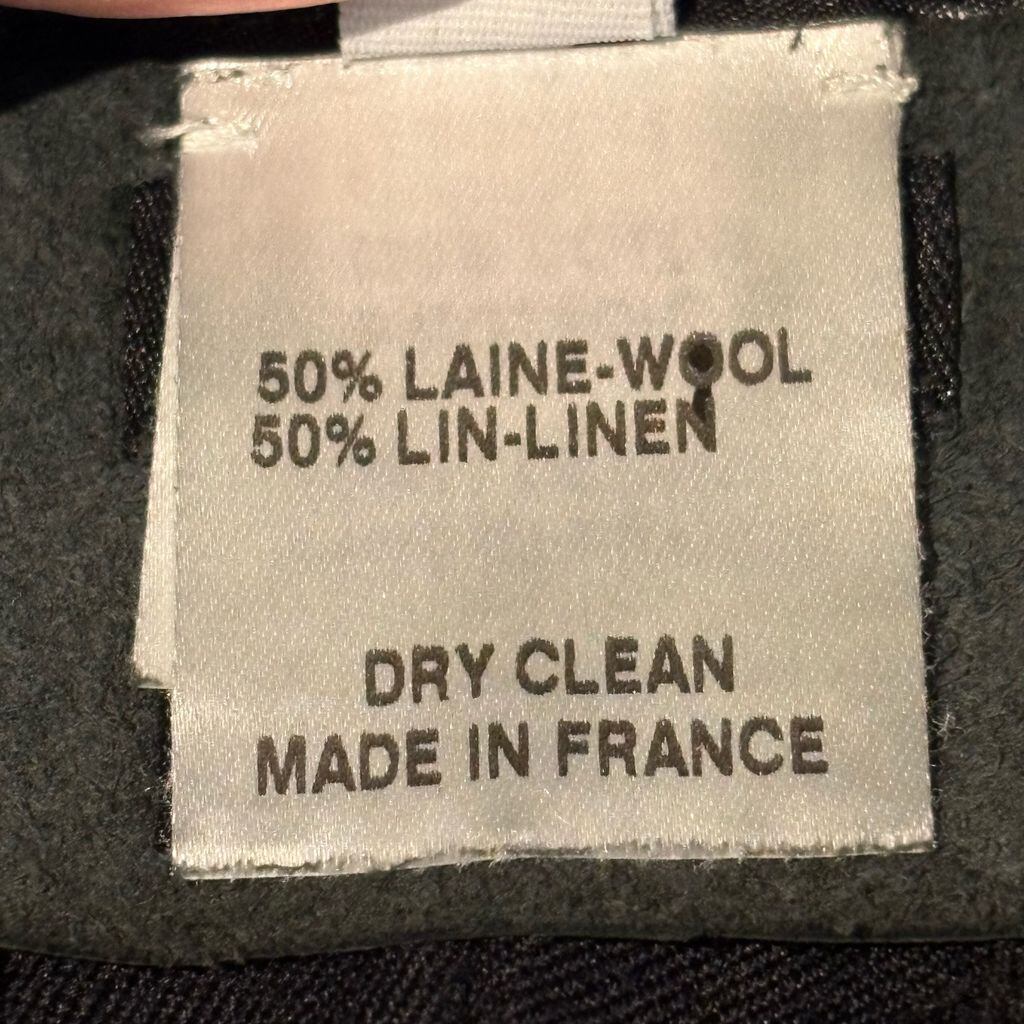 50% LAINE-WOOL
50% LIN-LINEN
DRY CLEAN
MADE IN FRANCE